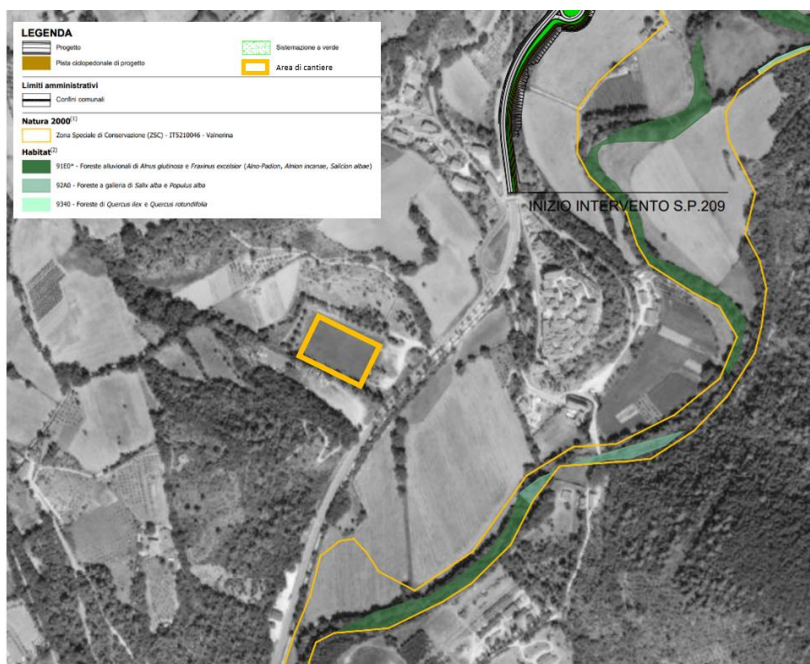 LEGENDA
Progetto
Sistemazione a verde
Pista ciclopedonale di progetto
Area di cantiere
Limiti amministrativi
Confini comunali
Natura 2000(1)
Zona Speciale di Conservazione (ZSC) - IT5210046 - Valnerina
Habitat(2)
91E0* - Foreste alluvionali di Alnus glutinosa e Fraxinus excelsior (Alno-Padion, Alnion incanae, Salicion albae)
92A0 - Foreste a galleria di Salix alba e Populus alba
9340 - Foreste di Quercus ilex e Quercus rotundifolia
INIZIO INTERVENTO S.P.209